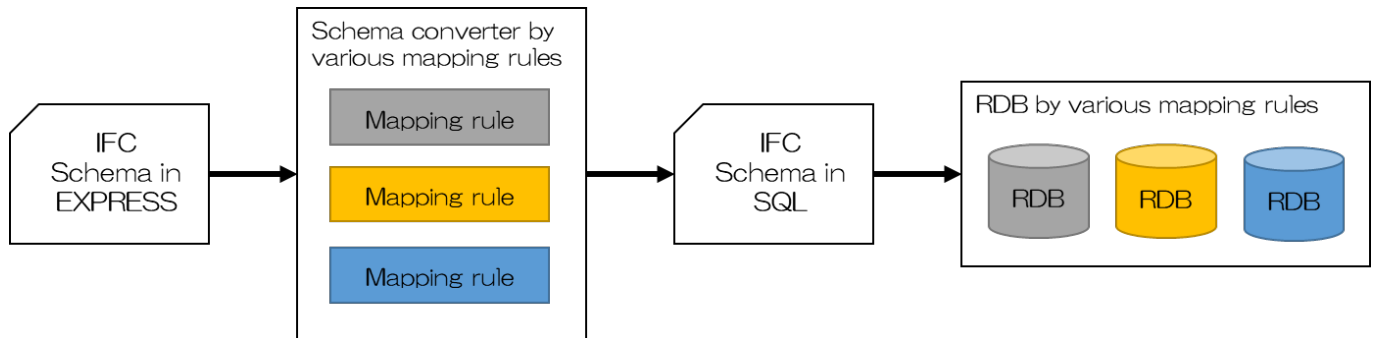 IFC
Schema in
EXPRESS
Schema converter by
various mapping rules
Mapping rule
Mapping rule
Mapping rule
IFC
Schema in
SQL
RDB by various mapping rules
RDB
RDB
RDB